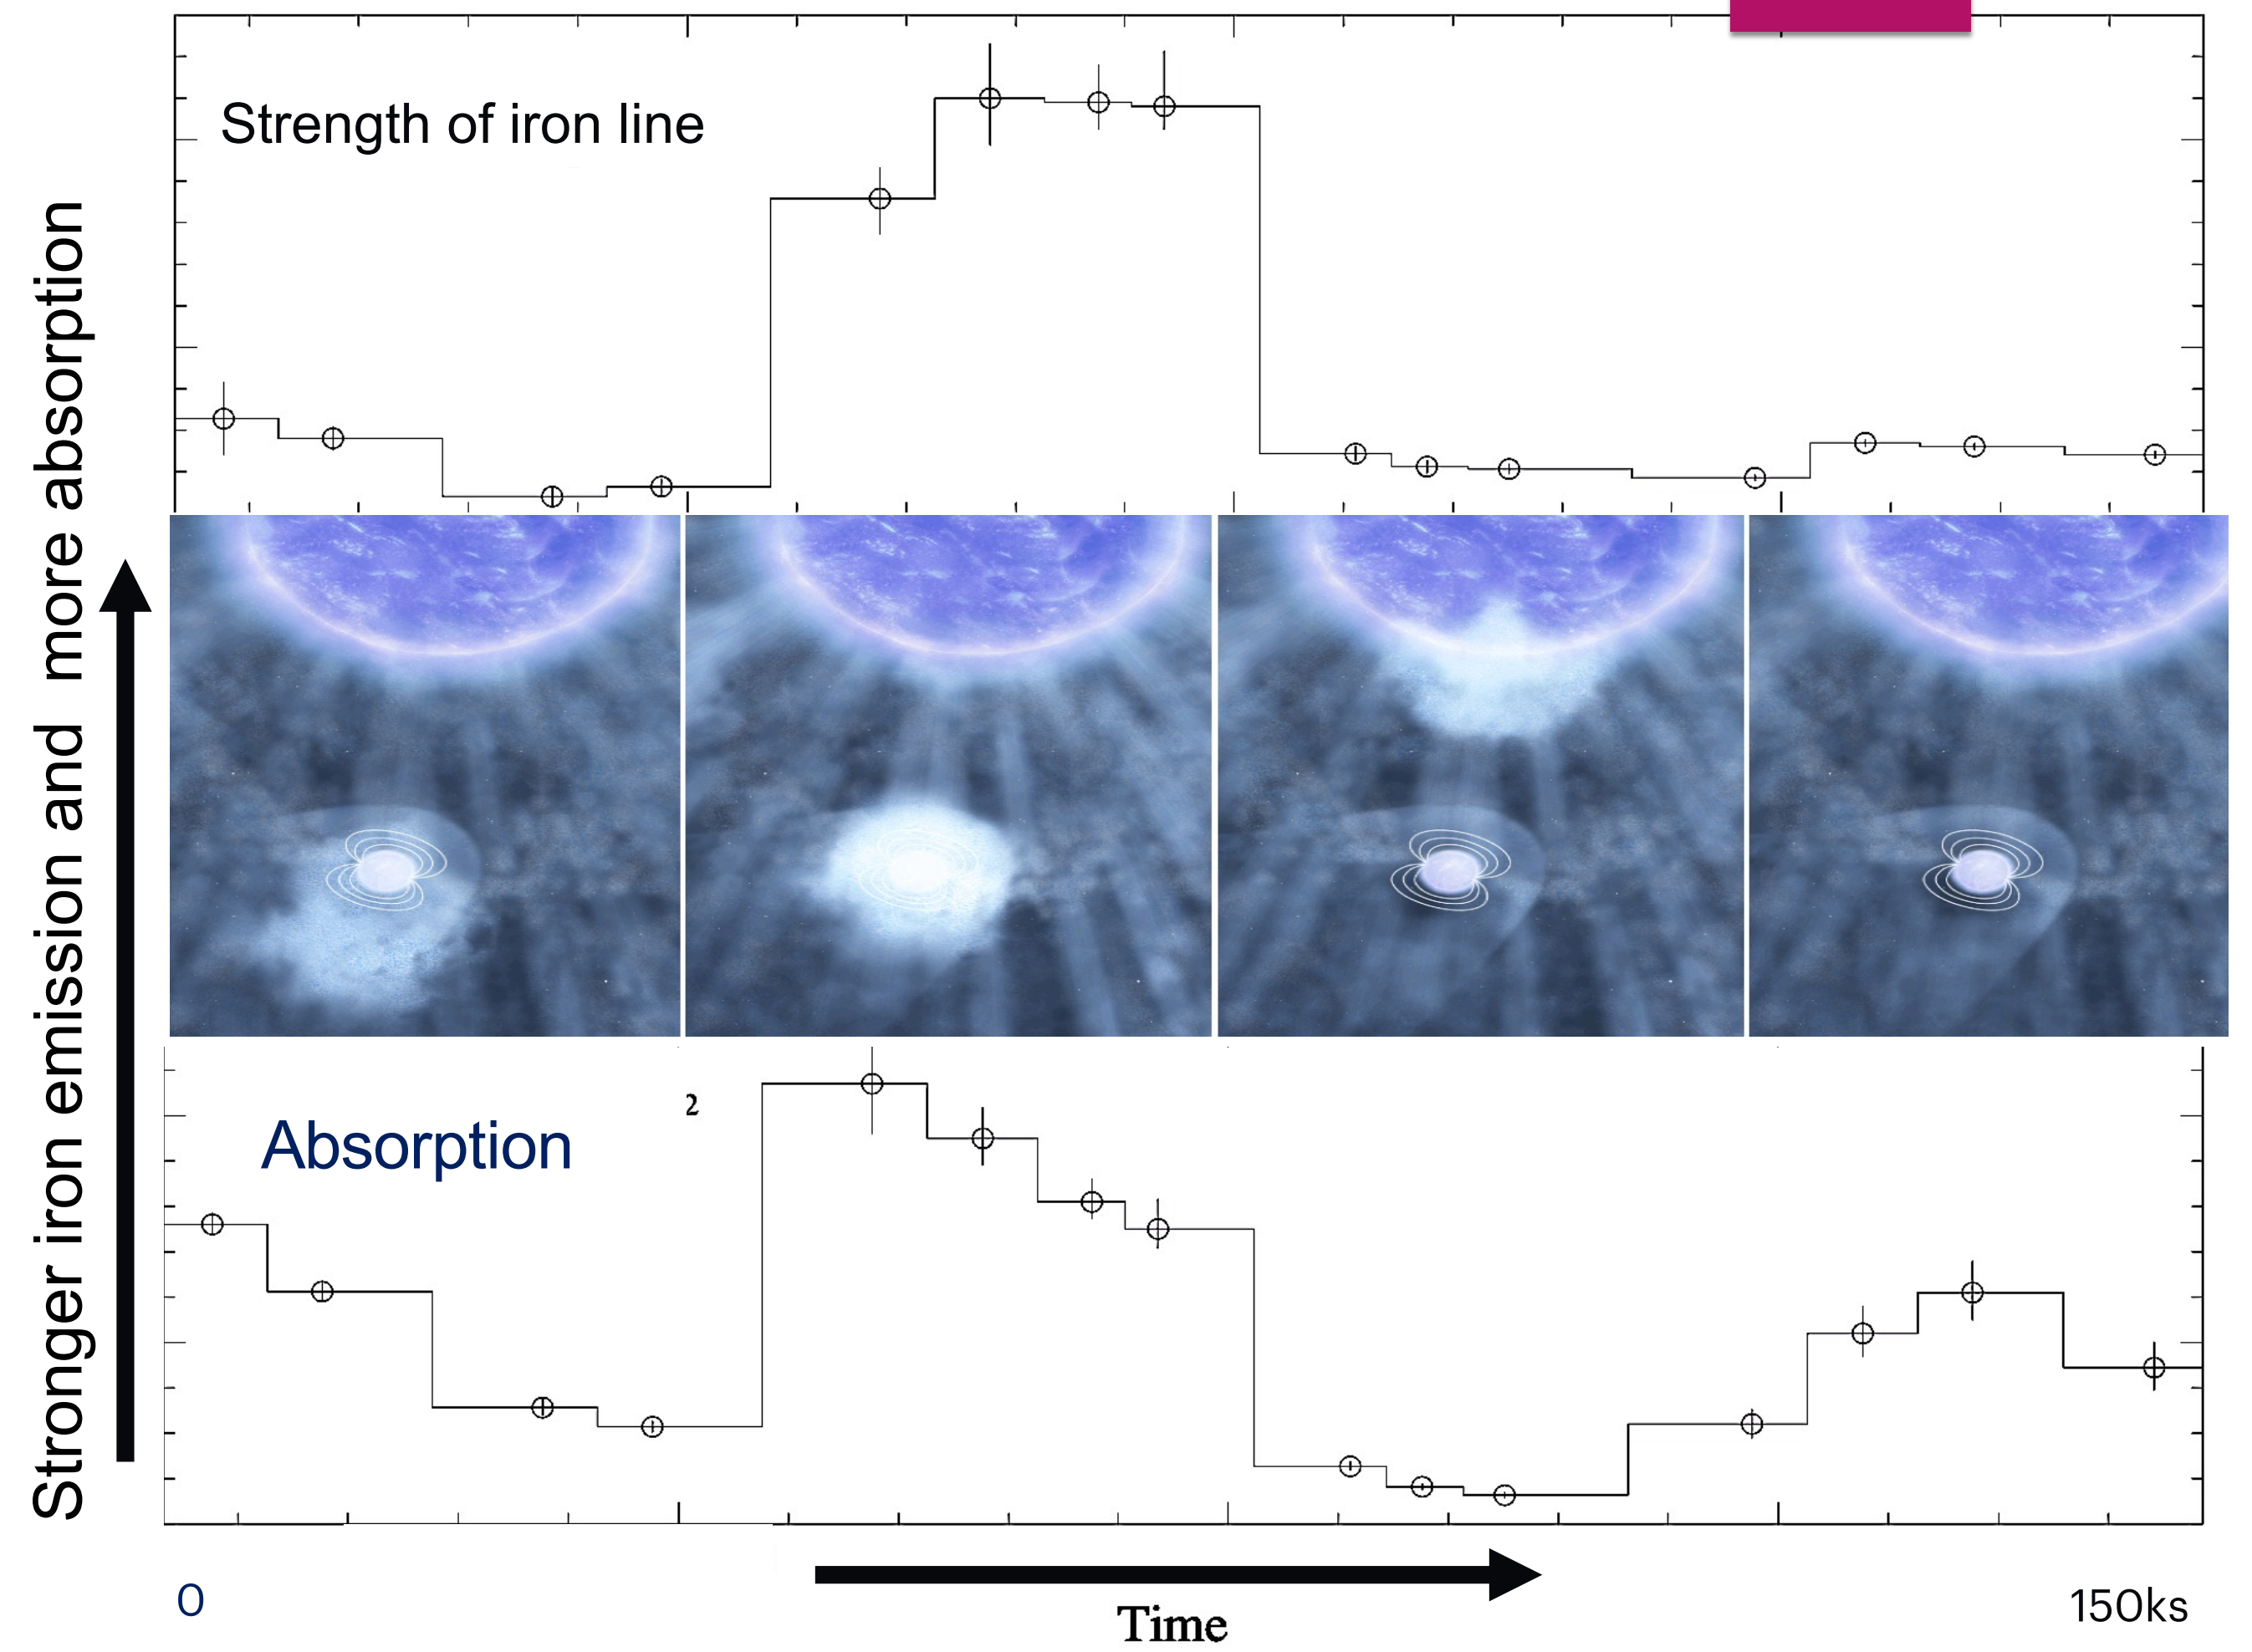 Strength of iron line
Stronger iron emission and more absorption
2
Absorption
0
150ks
Time